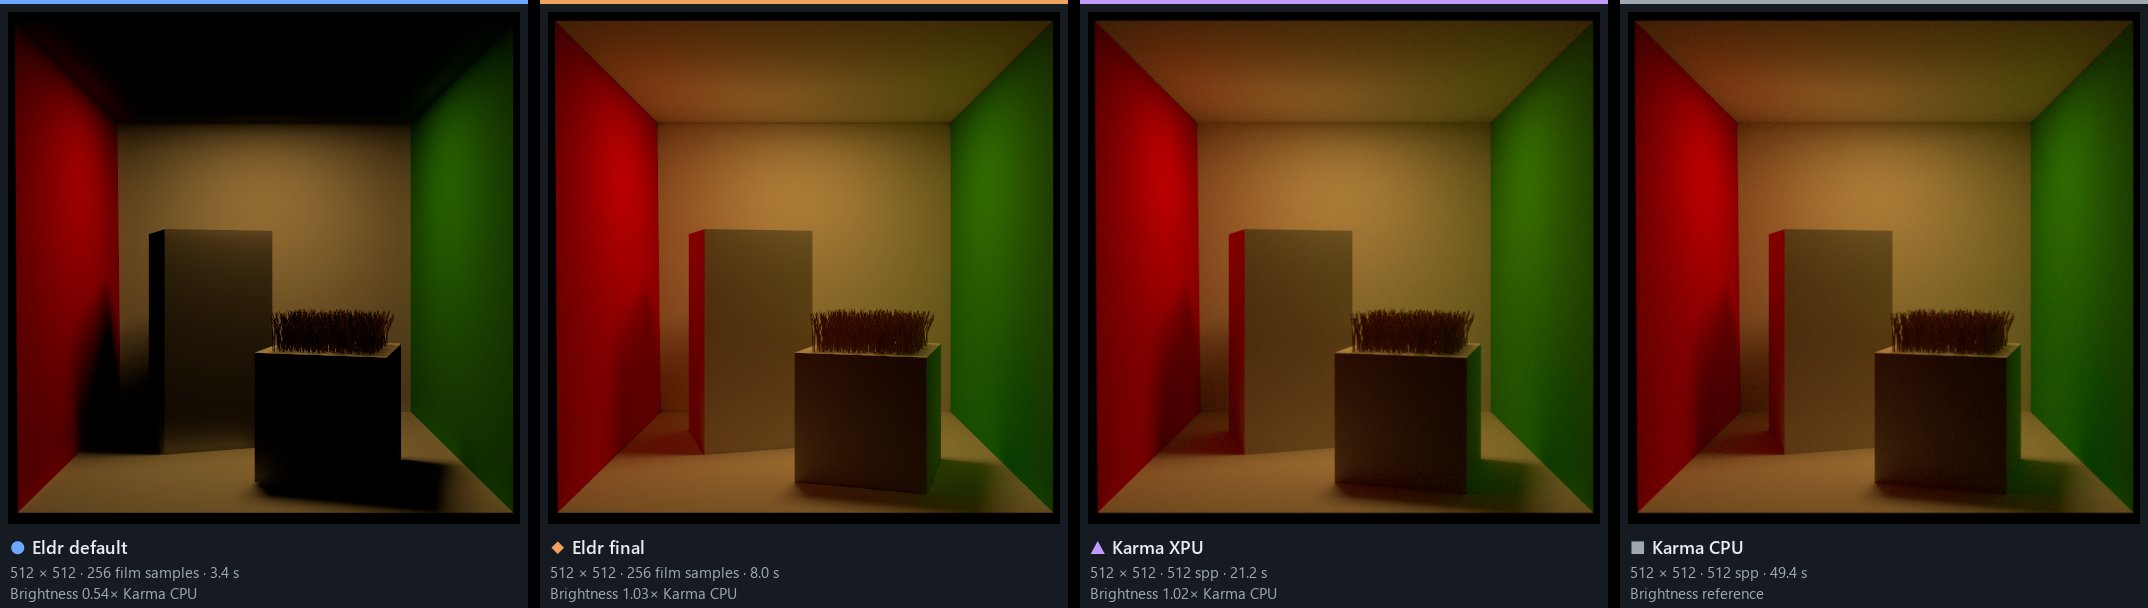 Eldr default
512 × 512 · 256 film samples · 3.4 s
Brightness 0.54× Karma CPU
Eldr final
512 × 512 · 256 film samples · 8.0 s
Brightness 1.03× Karma CPU
Karma XPU
512 × 512 · 512 spp · 21.2 s
Brightness 1.02× Karma CPU
Karma CPU
512 × 512 · 512 spp · 49.4 s
Brightness reference